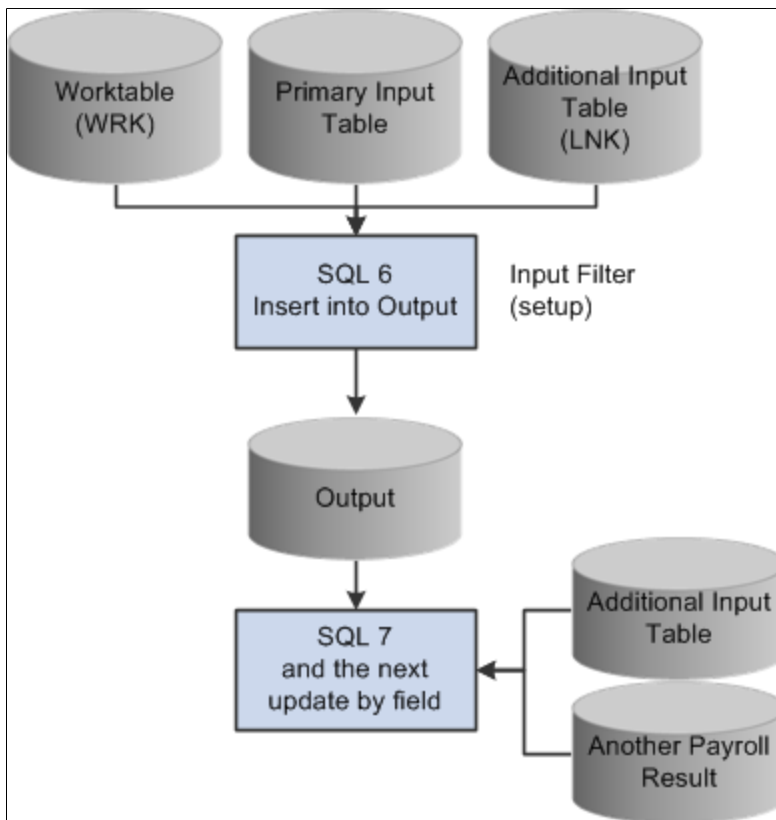 Worktable
(WRK)
Primary Input
Table
Additional Input
Table
(LNK)
SQL 6
Insert into Output
Input Filter
(setup)
Output
SQL 7
and the next
update by field
Additional Input
Table
Another Payroll
Result